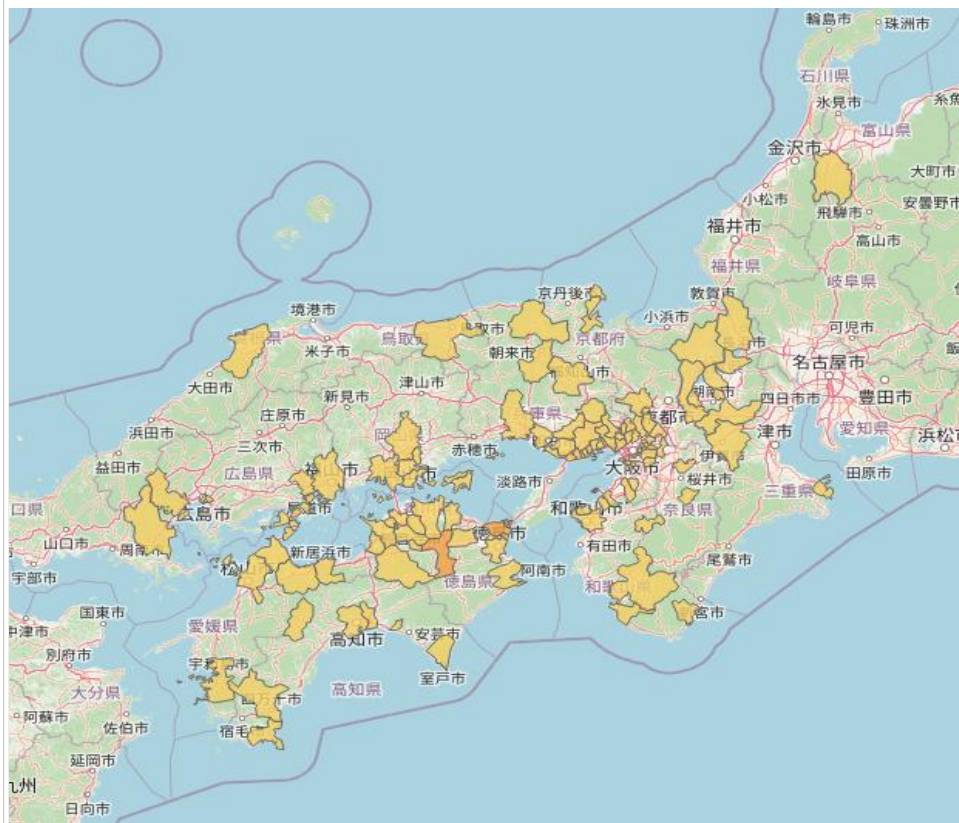 輪島市
珠洲市
石川県
氷見市
糸魚
富山県
金沢市
大町市
小松市
安曇野市
飛騨市
福井市
高山市
福井県
岐阜県
京丹後市
敦賀市
小浜市
境港市
鳥取
米子市
京都府
可児市
朝来市
名古屋市
大田市
津山市
豊田市
新見市
四日市市
庄原市
浜田市
赤穂市
津市
愛知県
浜松市
三次市
益田市
広島県
淡路市
大阪市
田原市
桜井市
三重県
口県
広島市
和歌山市
奈良県
山口市
周南
新居浜市
有田市
尾鷲市
宇部市
阿南市
徳島県
国東市
中津市
愛媛県
高知市
安芸市
別府市
室戸市
高知県
大分県
宿毛市
阿蘇市
佐伯市
延岡市
九州
日向市